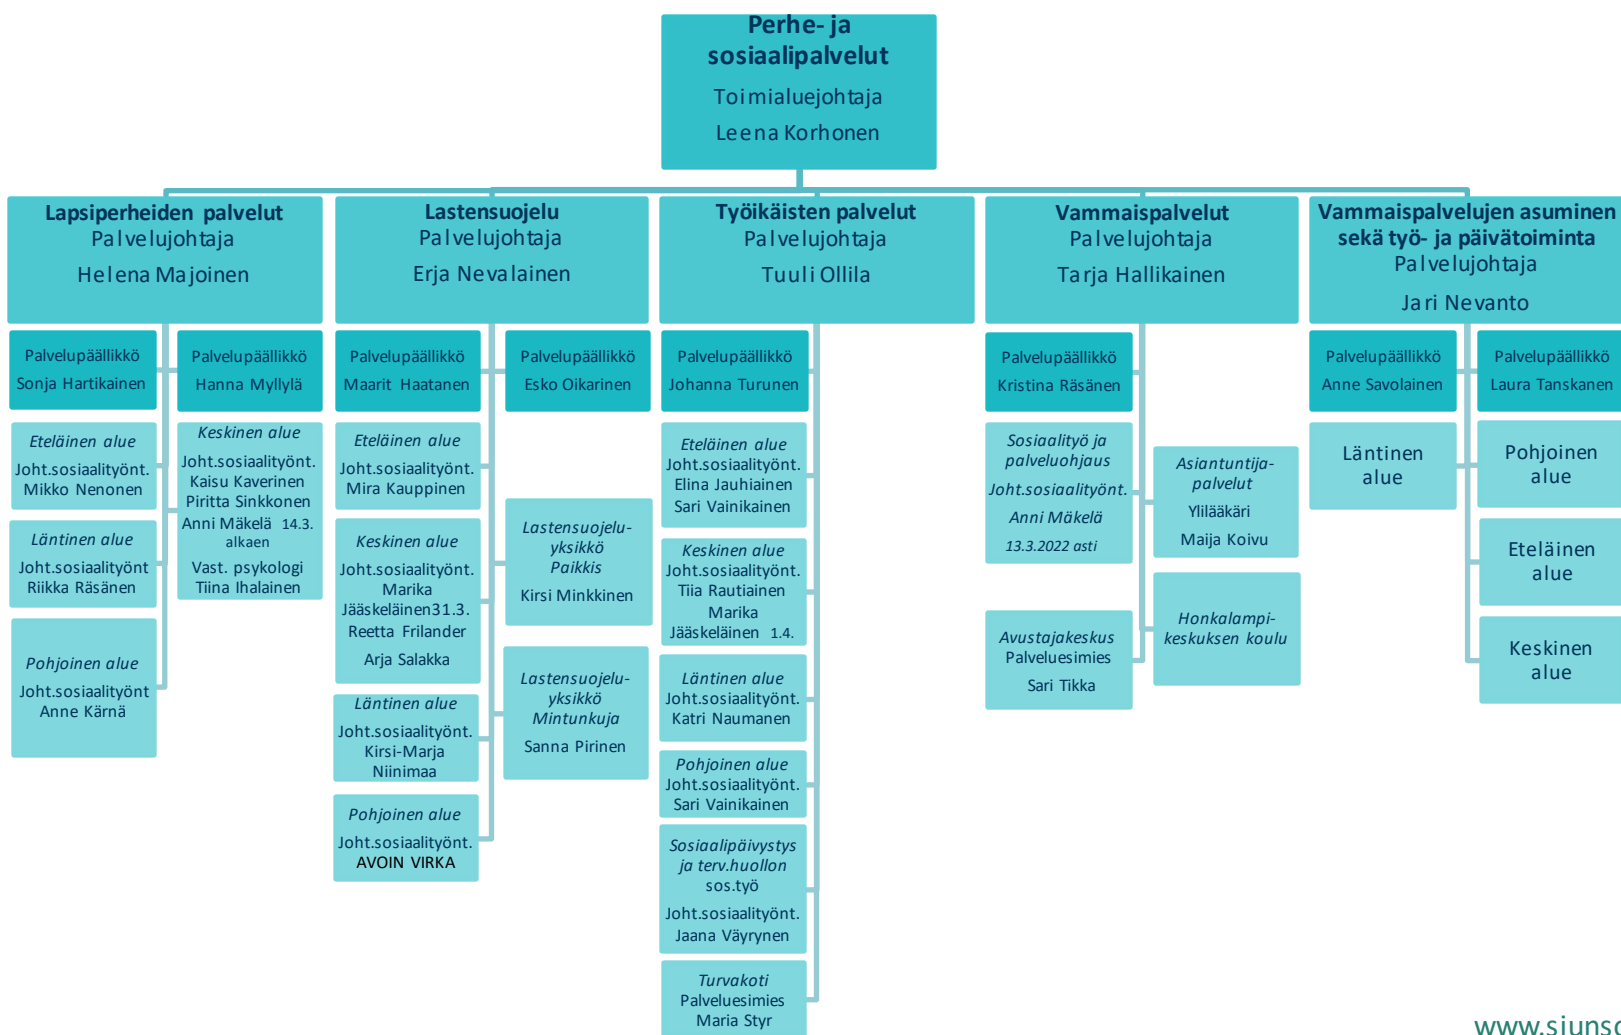 Perhe- ja
sosiaalipalvelut
Toimialuejohtaja
Leena Korhonen
Lapsiperheiden palvelut
Palvelujohtaja
Helena Majoinen
Lastensuojelu
Palvelujohtaja
Erja Nevalainen
Työikäisten palvelut
Palvelujohtaja
Tuuli Ollila
Vammaispalvelut
Palvelujohtaja
Tarja Hallikainen
Vammaispalvelujen asuminen
sekä työ- ja päivätoiminta
Palvelujohtaja
Jari Nevanto
Palvelupäällikkö
Sonja Hartikainen
Palvelupäällikkö
Hanna Myllylä
Palvelupäällikkö
Maarit Haatanen
Palvelupäällikkö
Esko Oikarinen
Palvelupäällikkö
Johanna Turunen
Palvelupäällikkö
Kristina Räsänen
Palvelupäällikkö
Anne Savolainen
Palvelupäällikkö
Laura Tanskanen
Eteläinen alue
Joht.sosiaalityönt.
Mikko Nenonen
Läntinen alue
Joht.sosiaalityönt
Riikka Räsänen
Pohjoinen alue
Joht.sosiaalityönt
Anne Kärnä
Keskinen alue
Joht.sosiaalityönt.
Kaisu Kaverinen
Piritta Sinkkonen
Anni Mäkelä 14.3.
alkaen
Vast. psykologi
Tiina Ihalainen
Eteläinen alue
Joht.sosiaalityönt.
Mira Kauppinen
Keskinen alue
Joht.sosiaalityönt.
Marika
Jääskeläinen31.3.
Reetta Frilander
Arja Salakka
Läntinen alue
Joht.sosiaalityönt.
Kirsi-Marja
Niinimaa
Pohjoinen alue
Joht.sosiaalityönt.
AVOIN VIRKA
Lastensuojelu-
yksikkö
Paikkis
Kirsi Minkkinen
Lastensuojelu-
yksikkö
Mintunkuja
Sanna Pirinen
Eteläinen alue
Joht.sosiaalityönt.
Elina Jauhiainen
Sari Vainikainen
Keskinen alue
Joht.sosiaalityönt.
Tiia Rautiainen
Marika
Jääskeläinen 1.4.
Läntinen alue
Joht.sosiaalityönt.
Katri Naumanen
Pohjoinen alue
Joht.sosiaalityönt.
Sari Vainikainen
Sosiaalipäivystys
ja terv.huollon
sos.työ
Joht.sosiaalityönt.
Jaana Väyrynen
Turvakoti
Palveluesimies
Maria Styr
Sosiaalityö ja
palveluohjaus
Joht.sosiaalityönt.
Anni Mäkelä
13.3.2022 asti
Avustajakeskus
Palveluesimies
Sari Tikka
Asiantuntija-
palvelut
Ylilääkäri
Maija Koivu
Honkalampi-
keskuksen koulu
Läntinen
alue
Pohjoinen
alue
Eteläinen
alue
Keskinen
alue